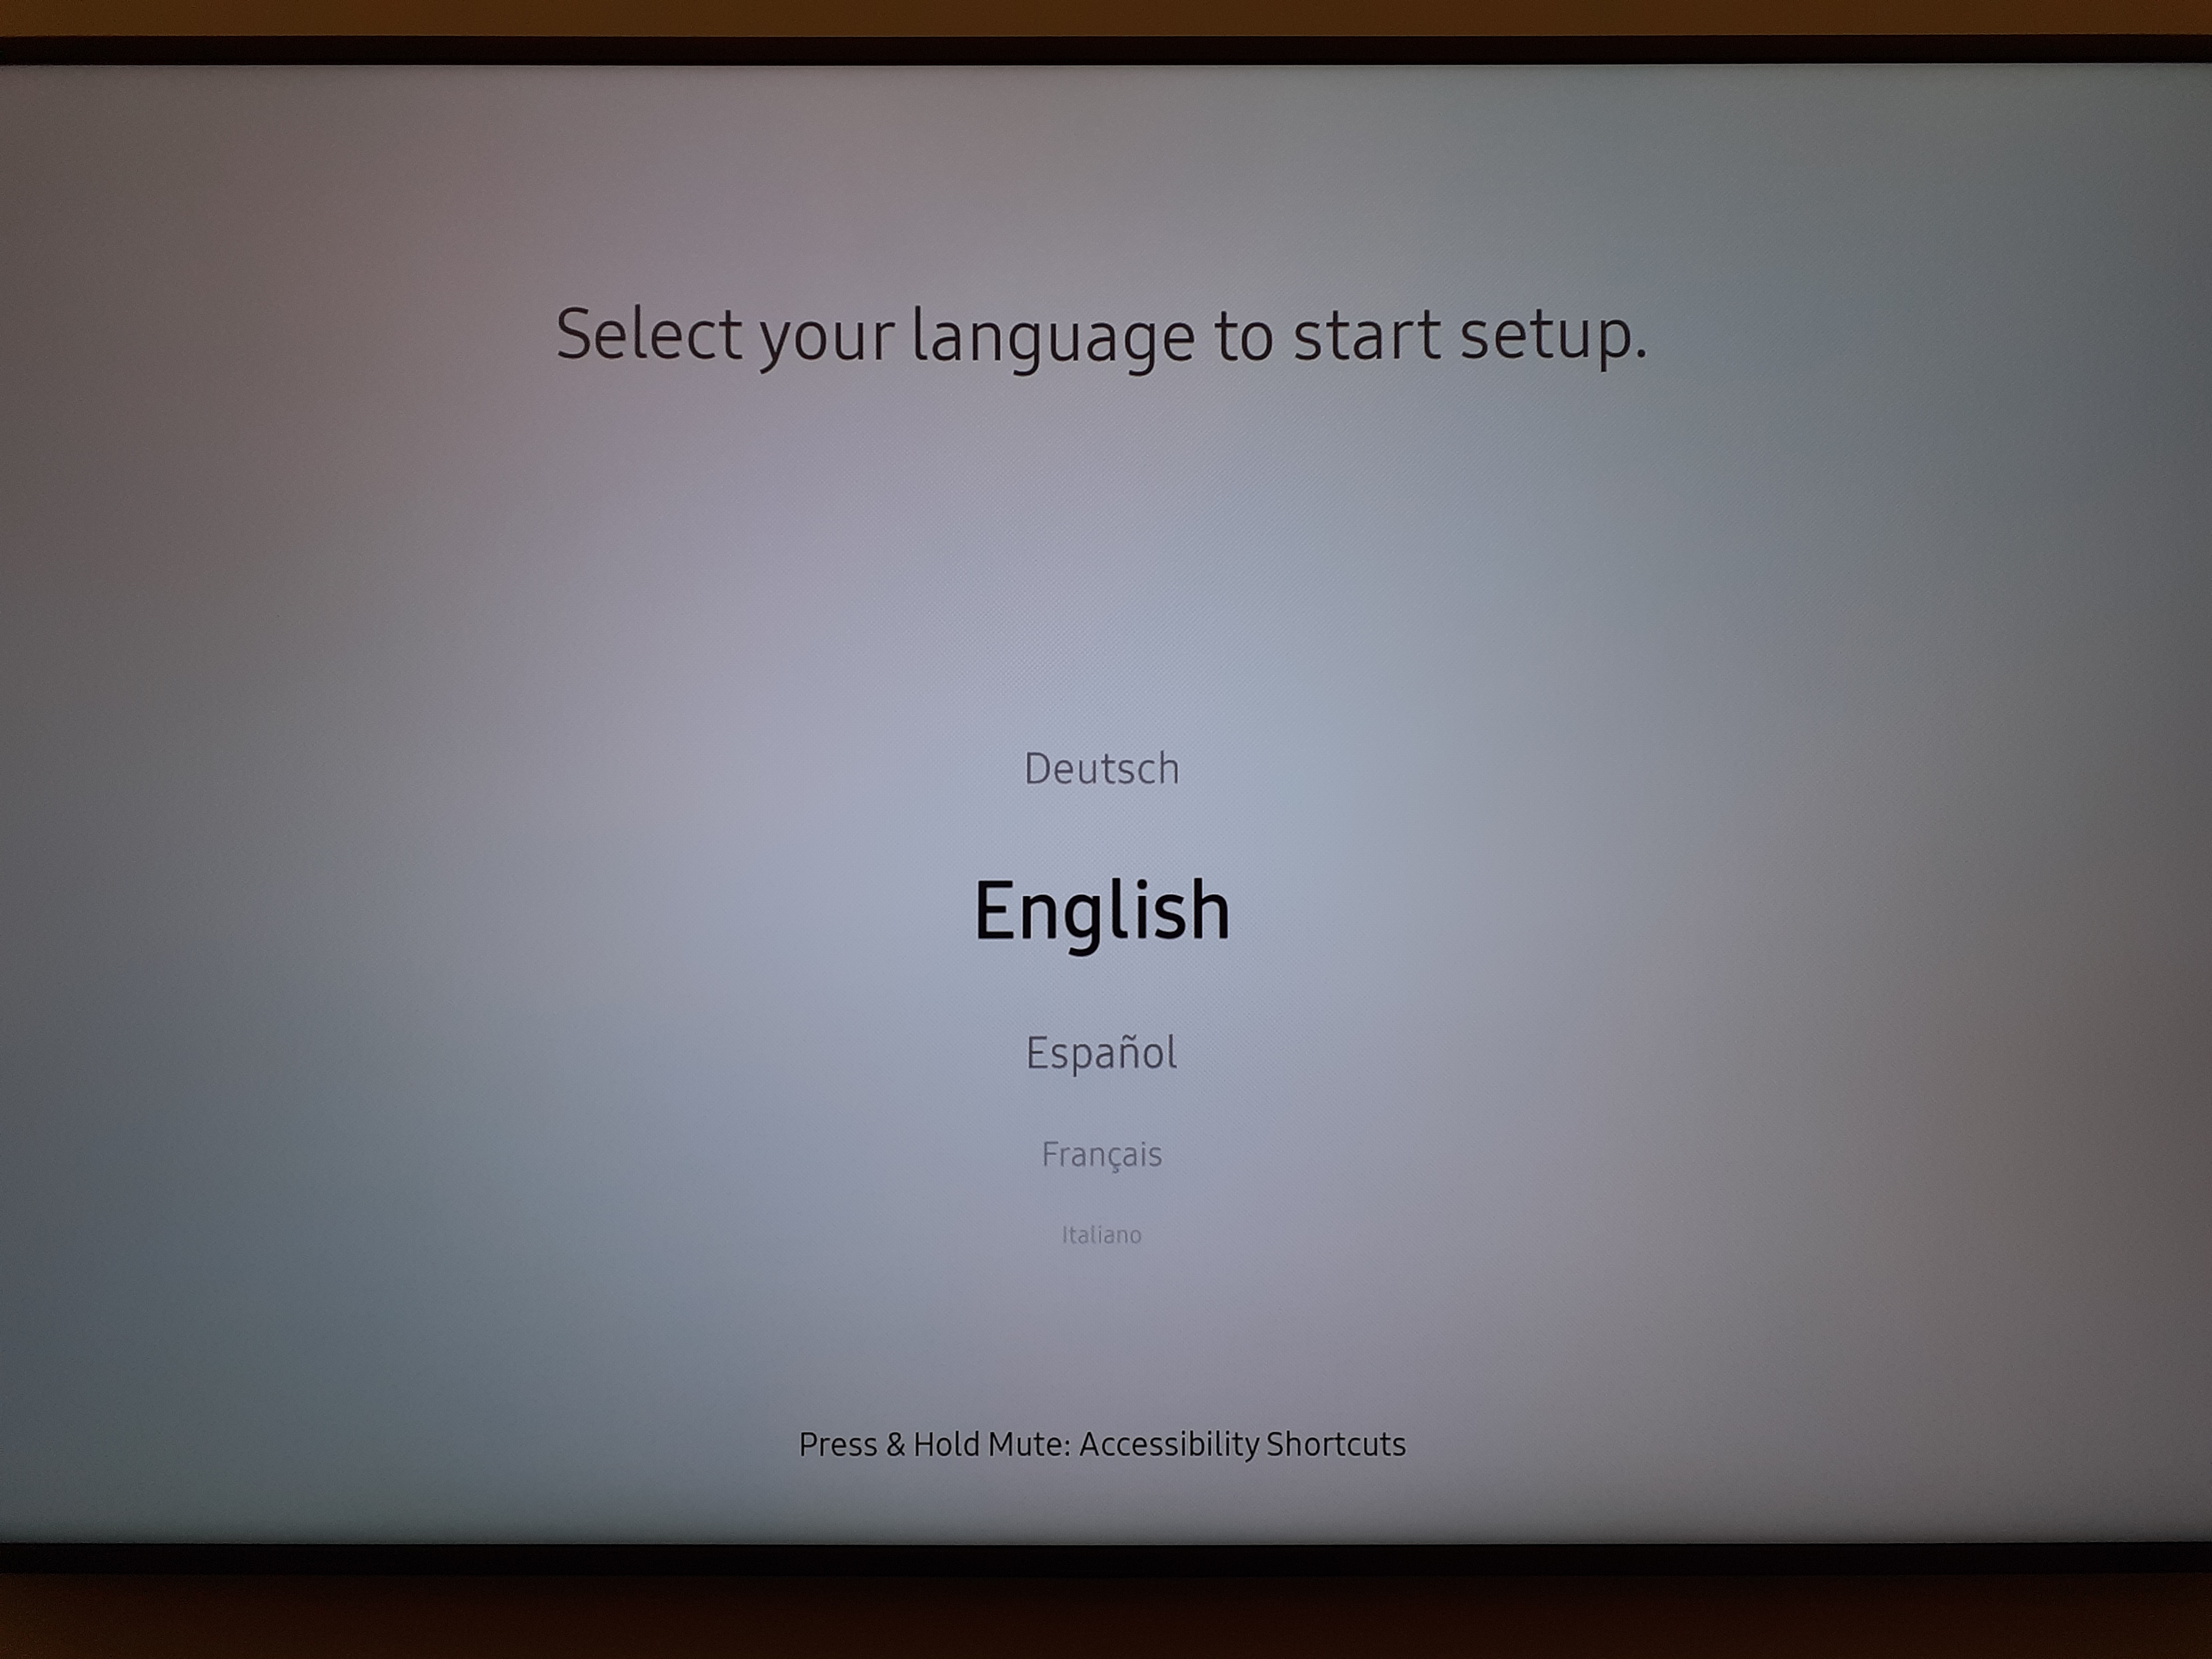 Select your language to start setup.
Deutsch
English
Español
Français
Italiano
Press & Hold Mute: Accessibility Shortcuts